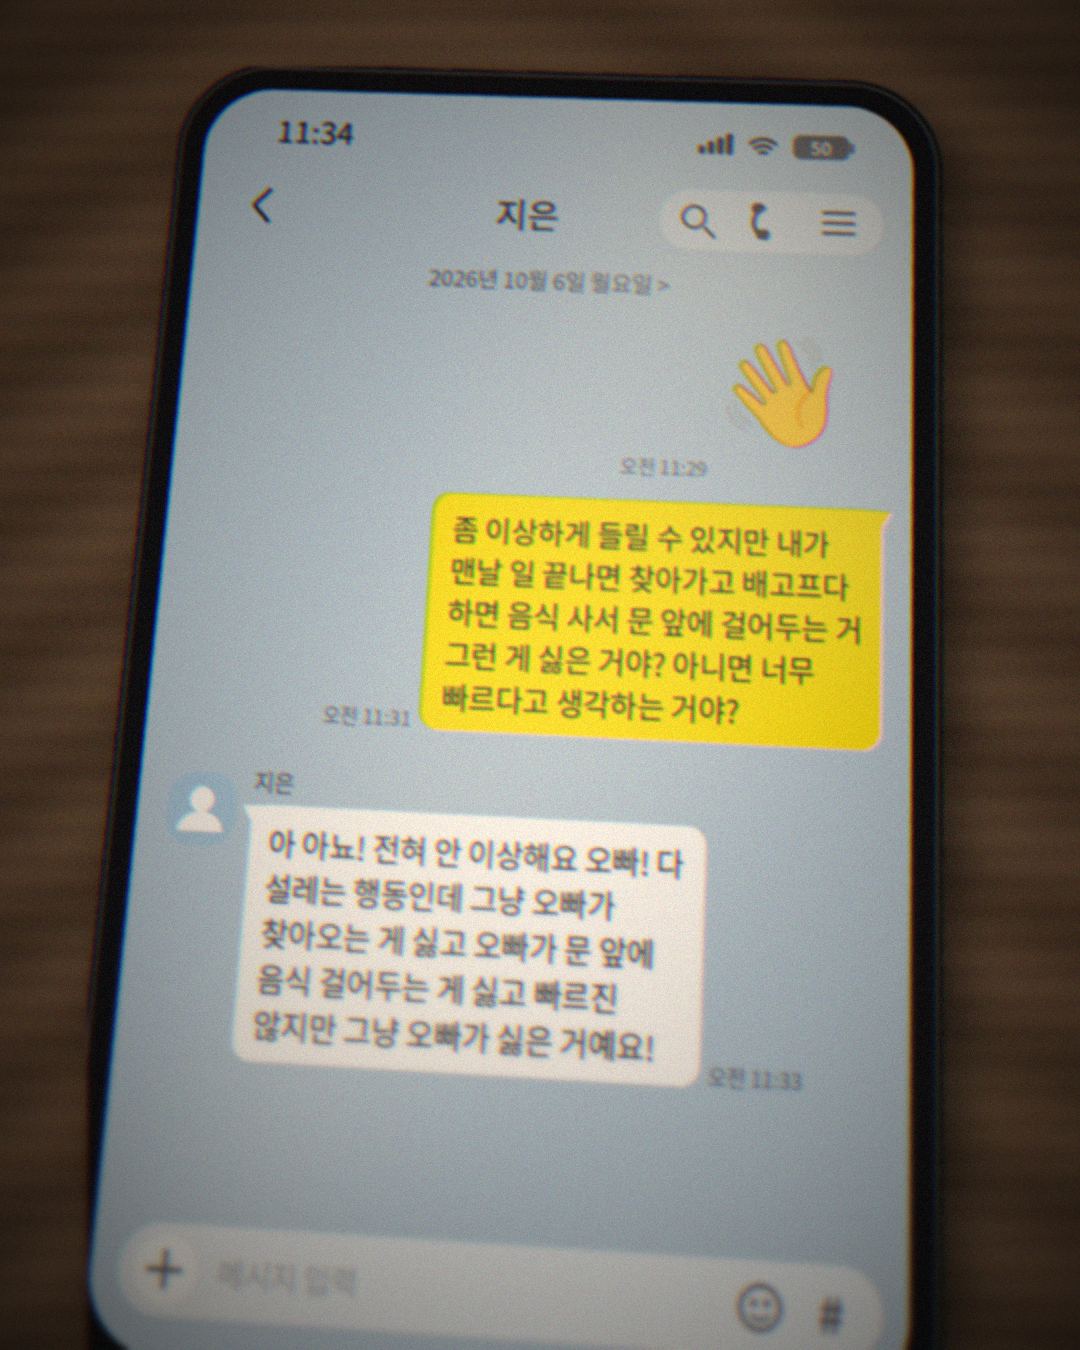 11:34
50
지은
2026년 10월 6일 월요일 >
오전 11:29
좀 이상하게 들릴 수 있지만 내가
맨날 일 끝나면 찾아가고 배고프다
하면 음식 사서 문 앞에 걸어두는 거
그런 게 싫은 거야? 아니면 너무
빠르다고 생각하는 거야?
오전 11:31
지은
아 아뇨! 전혀 안 이상해요 오빠! 다
설레는 행동인데 그냥 오빠가
찾아오는 게 싫고 오빠가 문 앞에
음식 걸어두는 게 싫고 빠르진
않지만 그냥 오빠가 싫은 거예요!
오전 11:33
메시지 입력
#